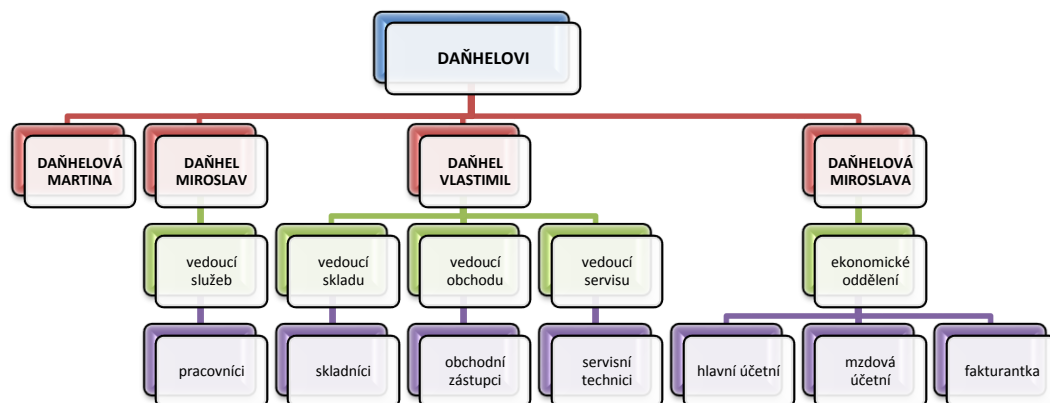 DAŇHELOVI
DAŇHELOVÁ
MARTINA
DAŇHEL
MIROSLAV
DAŇHEL
VLASTIMIL
DAŇHELOVÁ
MIROSLAVA
vedoucí
služeb
vedoucí
skladu
vedoucí
obchodu
vedoucí
servisu
ekonomické
oddělení
pracovníci
skladníci
obchodní
zástupci
servisní
technici
hlavní účetní
mzdová
účetní
fakturantka